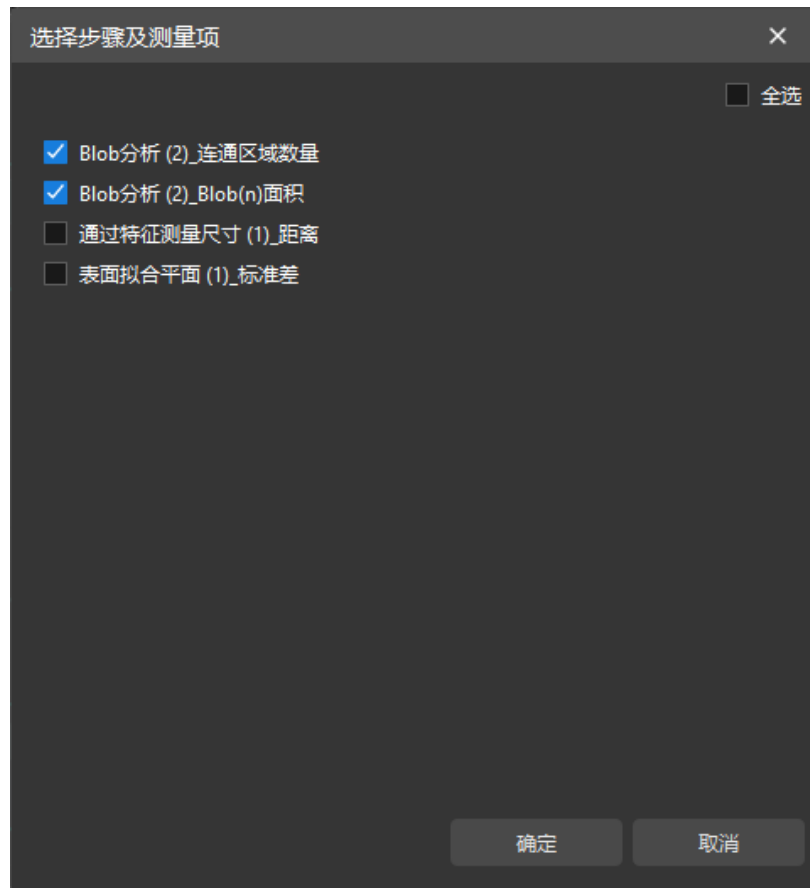 选择步骤及测量项
全选
Blob分析 (2)_连通区域数量
Blob分析 (2)_Blob(n)面积
通过特征测量尺寸 (1)_距离
表面拟合平面 (1)_标准差
确定
取消